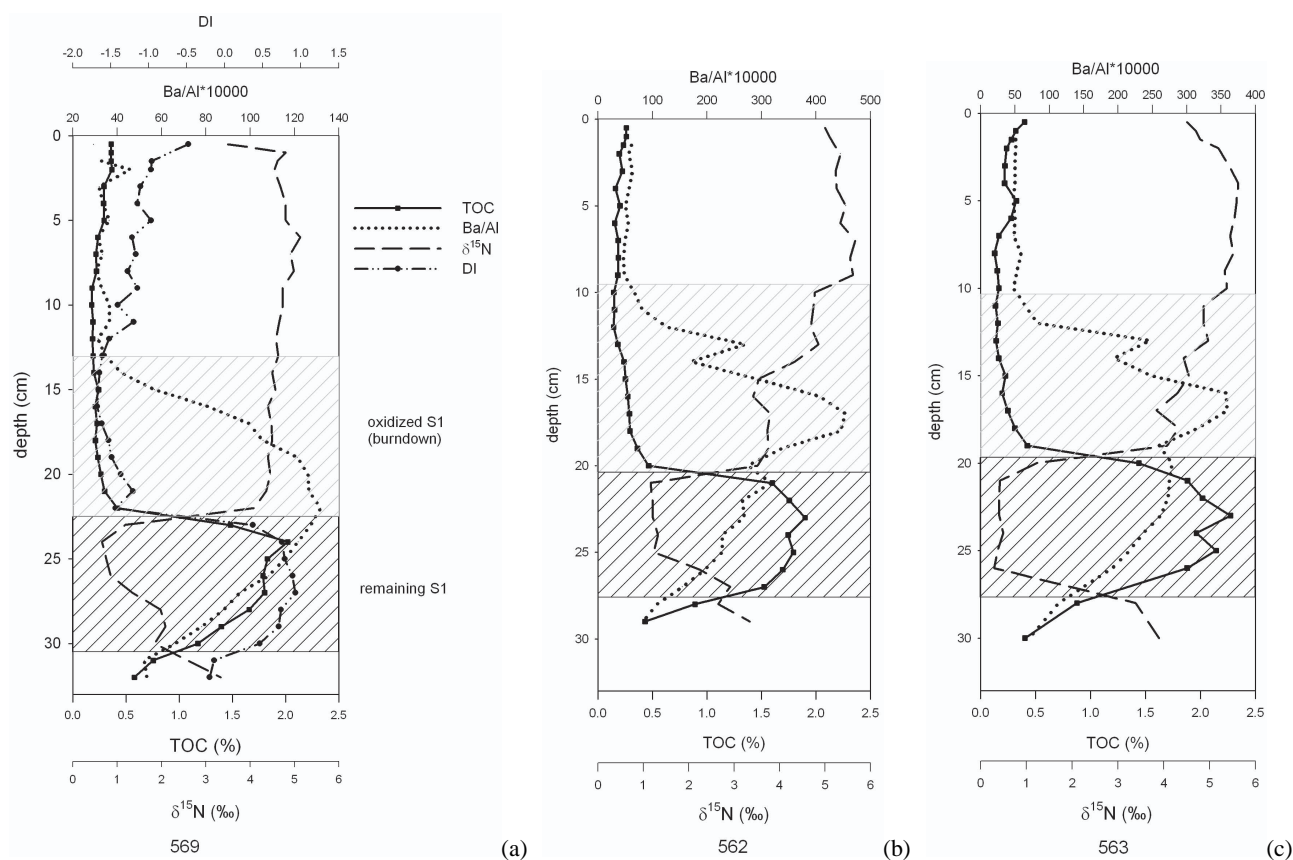 DI
-2.0 -1.5 -1.0 -0.5 0.0 0.5 1.0 1.5
Ba/Al*10000
20 40 60 80 100 120 140
0
5
10
15
20
25
30
depth (cm)
0.0 0.5 1.0 1.5 2.0 2.5
TOC (%)
0 1 2 3 4 5 6
δ¹⁵N (‰)
569
(a)
TOC
Ba/Al
δ¹⁵N
DI
oxidized S1
(burndown)
remaining S1
Ba/Al*10000
0 100 200 300 400 500
0
5
10
15
20
25
30
depth (cm)
0.0 0.5 1.0 1.5 2.0 2.5
TOC (%)
0 1 2 3 4 5 6
δ¹⁵N (‰)
562
(b)
Ba/Al*10000
0 50 100 150 200 250 300 350 400
0
5
10
15
20
25
30
depth (cm)
0.0 0.5 1.0 1.5 2.0 2.5
TOC (%)
0 1 2 3 4 5 6
δ¹⁵N (‰)
563
(c)